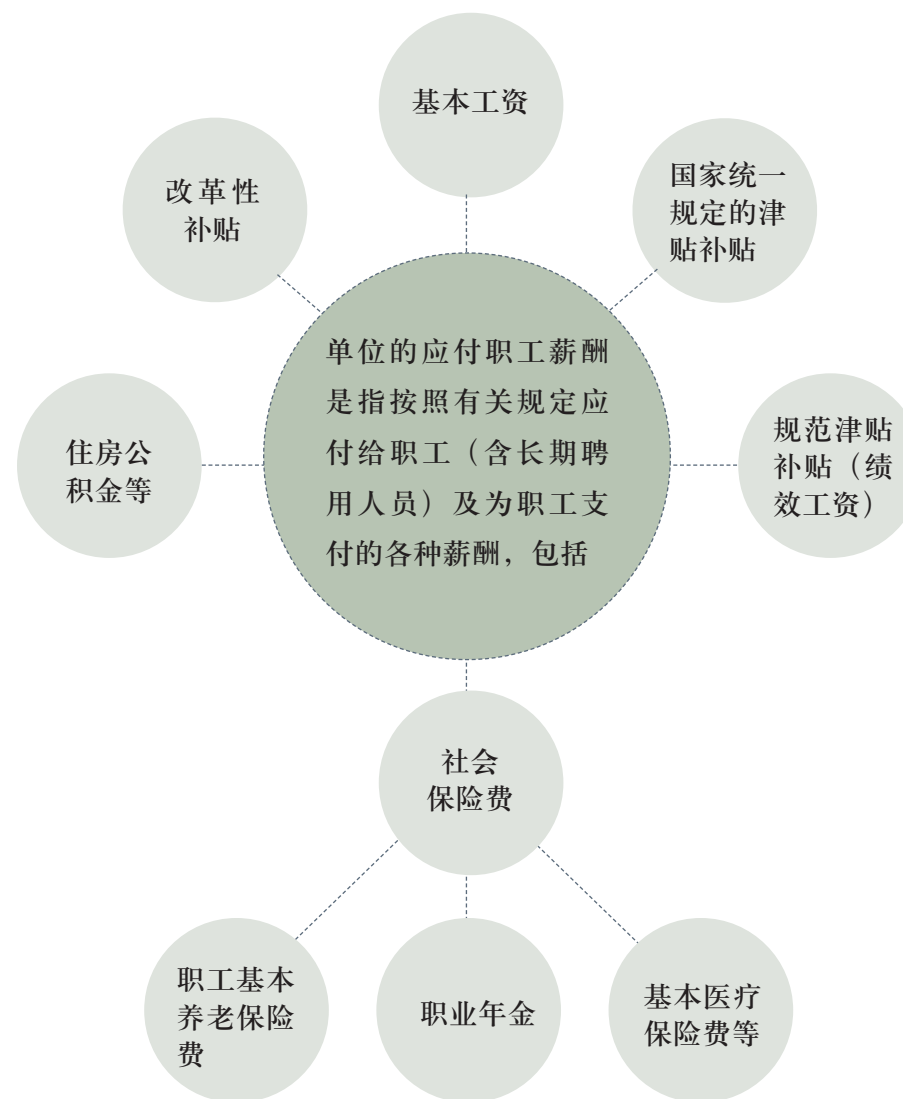 基本工资
改革性
补贴
国家统一
规定的津
贴补贴
单位的应付职工薪酬
是指按照有关规定应
付给职工（含长期聘
用人员）及为职工支
付的各种薪酬，包括
住房公
积金等
规范津贴
补贴（绩
效工资）
社会
保险费
职工基本
养老保险
费
职业年金
基本医疗
保险费等